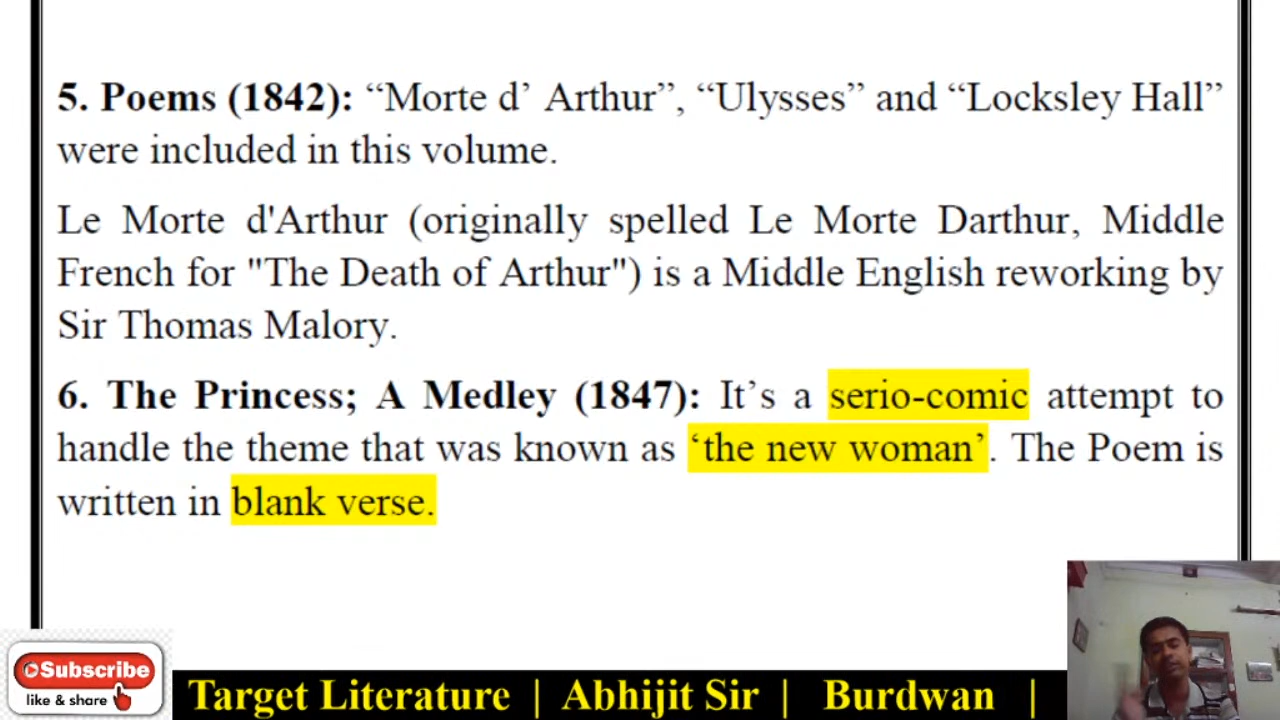 5. Poems (1842): “Morte d’ Arthur”, “Ulysses” and “Locksley Hall”
were included in this volume.
Le Morte d'Arthur (originally spelled Le Morte Darthur, Middle
French for "The Death of Arthur") is a Middle English reworking by
Sir Thomas Malory.
6. The Princess; A Medley (1847): It’s a serio-comic attempt to
handle the theme that was known as ‘the new woman’. The Poem is
written in blank verse.
Subscribe
like & share
Target Literature | Abhijit Sir | Burdwan |